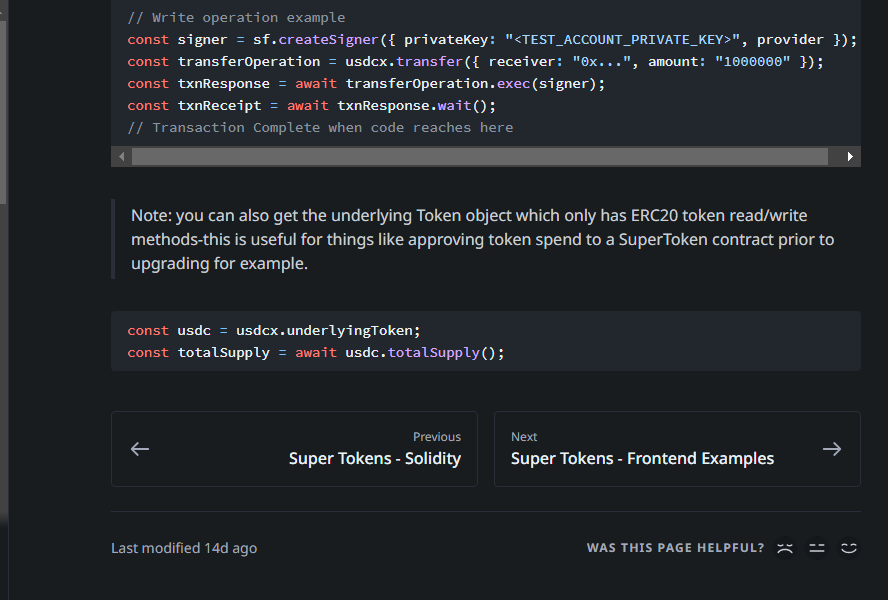 // Write operation example
const signer = sf.createSigner({ privateKey: "<TEST_ACCOUNT_PRIVATE_KEY>", provider });
const transferOperation = usdcx.transfer({ receiver: "0x...", amount: "1000000" });
const txnResponse = await transferOperation.exec(signer);
const txnReceipt = await txnResponse.wait();
// Transaction Complete when code reaches here
Note: you can also get the underlying Token object which only has ERC20 token read/write
methods-this is useful for things like approving token spend to a SuperToken contract prior to
upgrading for example.
const usdc = usdcx.underlyingToken;
const totalSupply = await usdc.totalSupply();
Previous
Super Tokens - Solidity
Next
Super Tokens - Frontend Examples
Last modified 14d ago
WAS THIS PAGE HELPFUL?